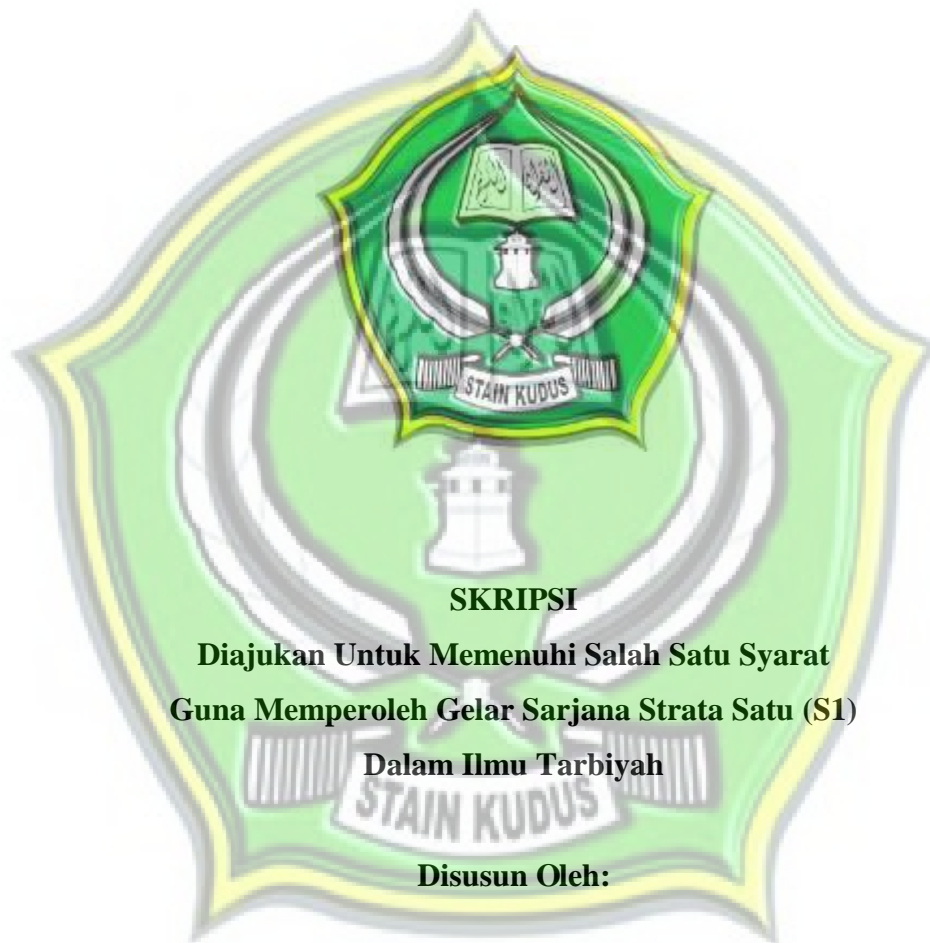 STAIN KUDUS
SKRIPSI
Diajukan Untuk Memenuhi Salah Satu Syarat
Guna Memperoleh Gelar Sarjana Strata Satu (S1)
Dalam Ilmu Tarbiyah
STAIN KUDUS
Disusun Oleh: